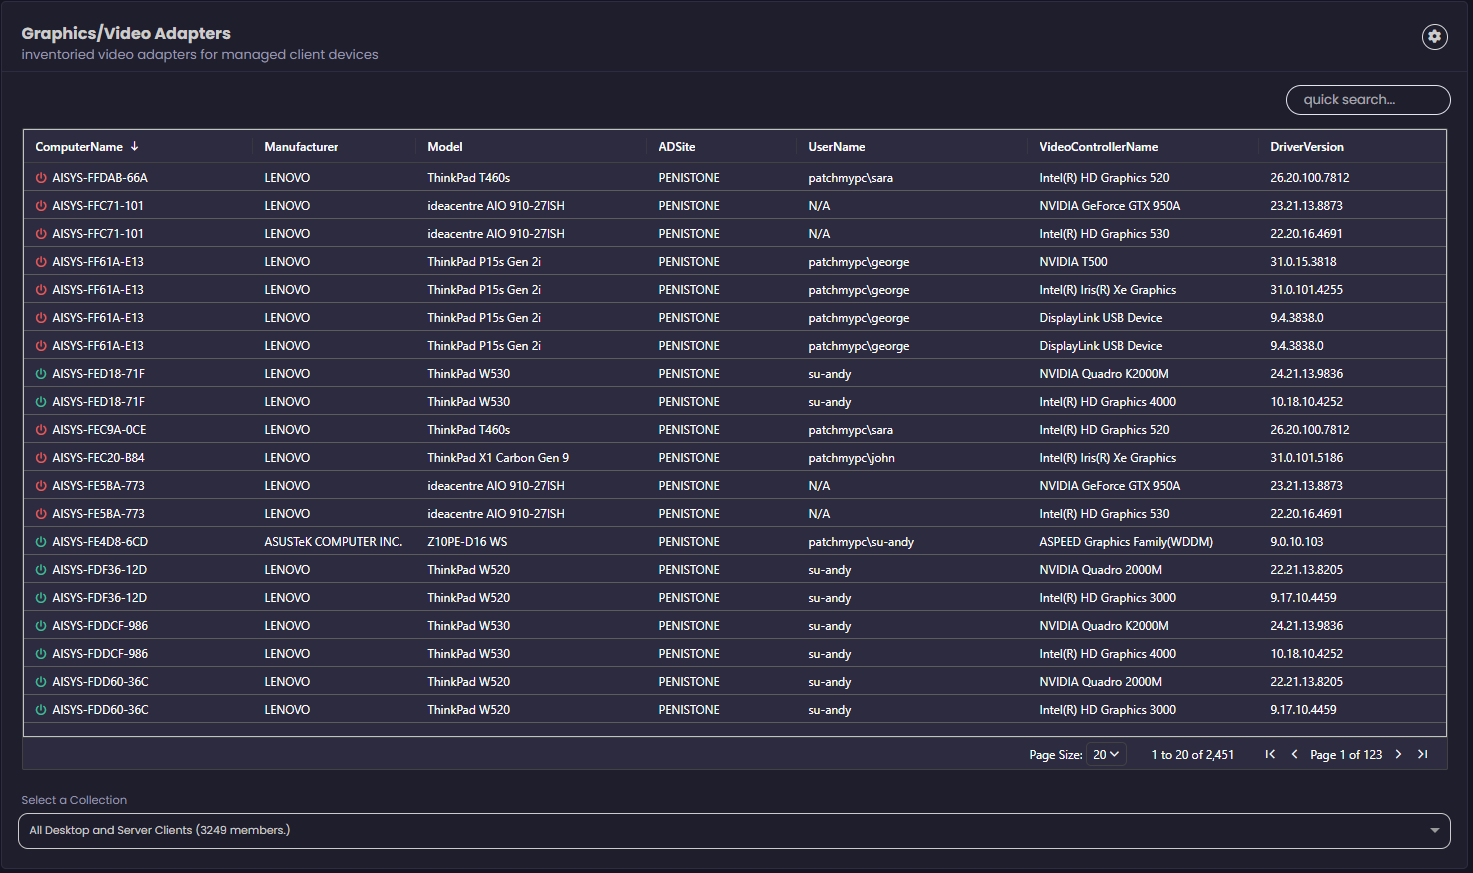 Graphics/Video Adapters
inventoried video adapters for managed client devices
quick search...
ComputerName Manufacturer Model ADSite UserName VideoControllerName DriverVersion
AISYS-FFDAB-66A LENOVO ThinkPad T460s PENISTONE patchmypc\sara Intel(R) HD Graphics 520 26.20.100.7812
AISYS-FFC71-101 LENOVO ideacentre AIO 910-27ISH PENISTONE N/A NVIDIA GeForce GTX 950A 23.21.13.8873
AISYS-FFC71-101 LENOVO ideacentre AIO 910-27ISH PENISTONE N/A Intel(R) HD Graphics 530 22.20.16.4691
AISYS-FF61A-E13 LENOVO ThinkPad P15s Gen 2i PENISTONE patchmypc\george NVIDIA T500 31.0.15.3818
AISYS-FF61A-E13 LENOVO ThinkPad P15s Gen 2i PENISTONE patchmypc\george Intel(R) Iris(R) Xe Graphics 31.0.101.4255
AISYS-FF61A-E13 LENOVO ThinkPad P15s Gen 2i PENISTONE patchmypc\george DisplayLink USB Device 9.4.3838.0
AISYS-FF61A-E13 LENOVO ThinkPad P15s Gen 2i PENISTONE patchmypc\george DisplayLink USB Device 9.4.3838.0
AISYS-FED18-71F LENOVO ThinkPad W530 PENISTONE su-andy NVIDIA Quadro K2000M 24.21.13.9836
AISYS-FED18-71F LENOVO ThinkPad W530 PENISTONE su-andy Intel(R) HD Graphics 4000 10.18.10.4252
AISYS-FEC9A-0CE LENOVO ThinkPad T460s PENISTONE patchmypc\sara Intel(R) HD Graphics 520 26.20.100.7812
AISYS-FEC20-B84 LENOVO ThinkPad X1 Carbon Gen 9 PENISTONE patchmypc\john Intel(R) Iris(R) Xe Graphics 31.0.101.5186
AISYS-FE5BA-773 LENOVO ideacentre AIO 910-27ISH PENISTONE N/A NVIDIA GeForce GTX 950A 23.21.13.8873
AISYS-FE5BA-773 LENOVO ideacentre AIO 910-27ISH PENISTONE N/A Intel(R) HD Graphics 530 22.20.16.4691
AISYS-FE4D8-6CD ASUSTeK COMPUTER INC. Z10PE-D16 WS PENISTONE patchmypc\su-andy ASPEED Graphics Family(WDDM) 9.0.10.103
AISYS-FDF36-12D LENOVO ThinkPad W520 PENISTONE su-andy NVIDIA Quadro 2000M 22.21.13.8205
AISYS-FDF36-12D LENOVO ThinkPad W520 PENISTONE su-andy Intel(R) HD Graphics 3000 9.17.10.4459
AISYS-FDDCF-986 LENOVO ThinkPad W530 PENISTONE su-andy NVIDIA Quadro K2000M 24.21.13.9836
AISYS-FDDCF-986 LENOVO ThinkPad W530 PENISTONE su-andy Intel(R) HD Graphics 4000 10.18.10.4252
AISYS-FDD60-36C LENOVO ThinkPad W520 PENISTONE su-andy NVIDIA Quadro 2000M 22.21.13.8205
AISYS-FDD60-36C LENOVO ThinkPad W520 PENISTONE su-andy Intel(R) HD Graphics 3000 9.17.10.4459
Page Size: 20 1 to 20 of 2,451 Page 1 of 123
Select a Collection
All Desktop and Server Clients (3249 members.)